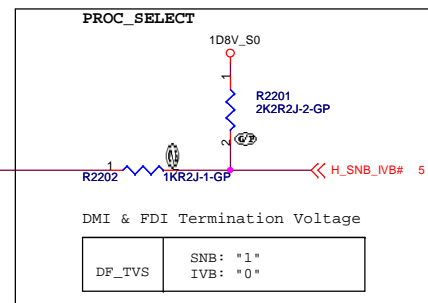 PROC_SELECT
1D8V_S0
1
R2201
2K2R2J-2-GP
2
1
R2202
1KR2J-1-GP
H_SNB_IVB# 5
DMI & FDI Termination Voltage
DF_TVS
SNB: "1"
IVB: "0"